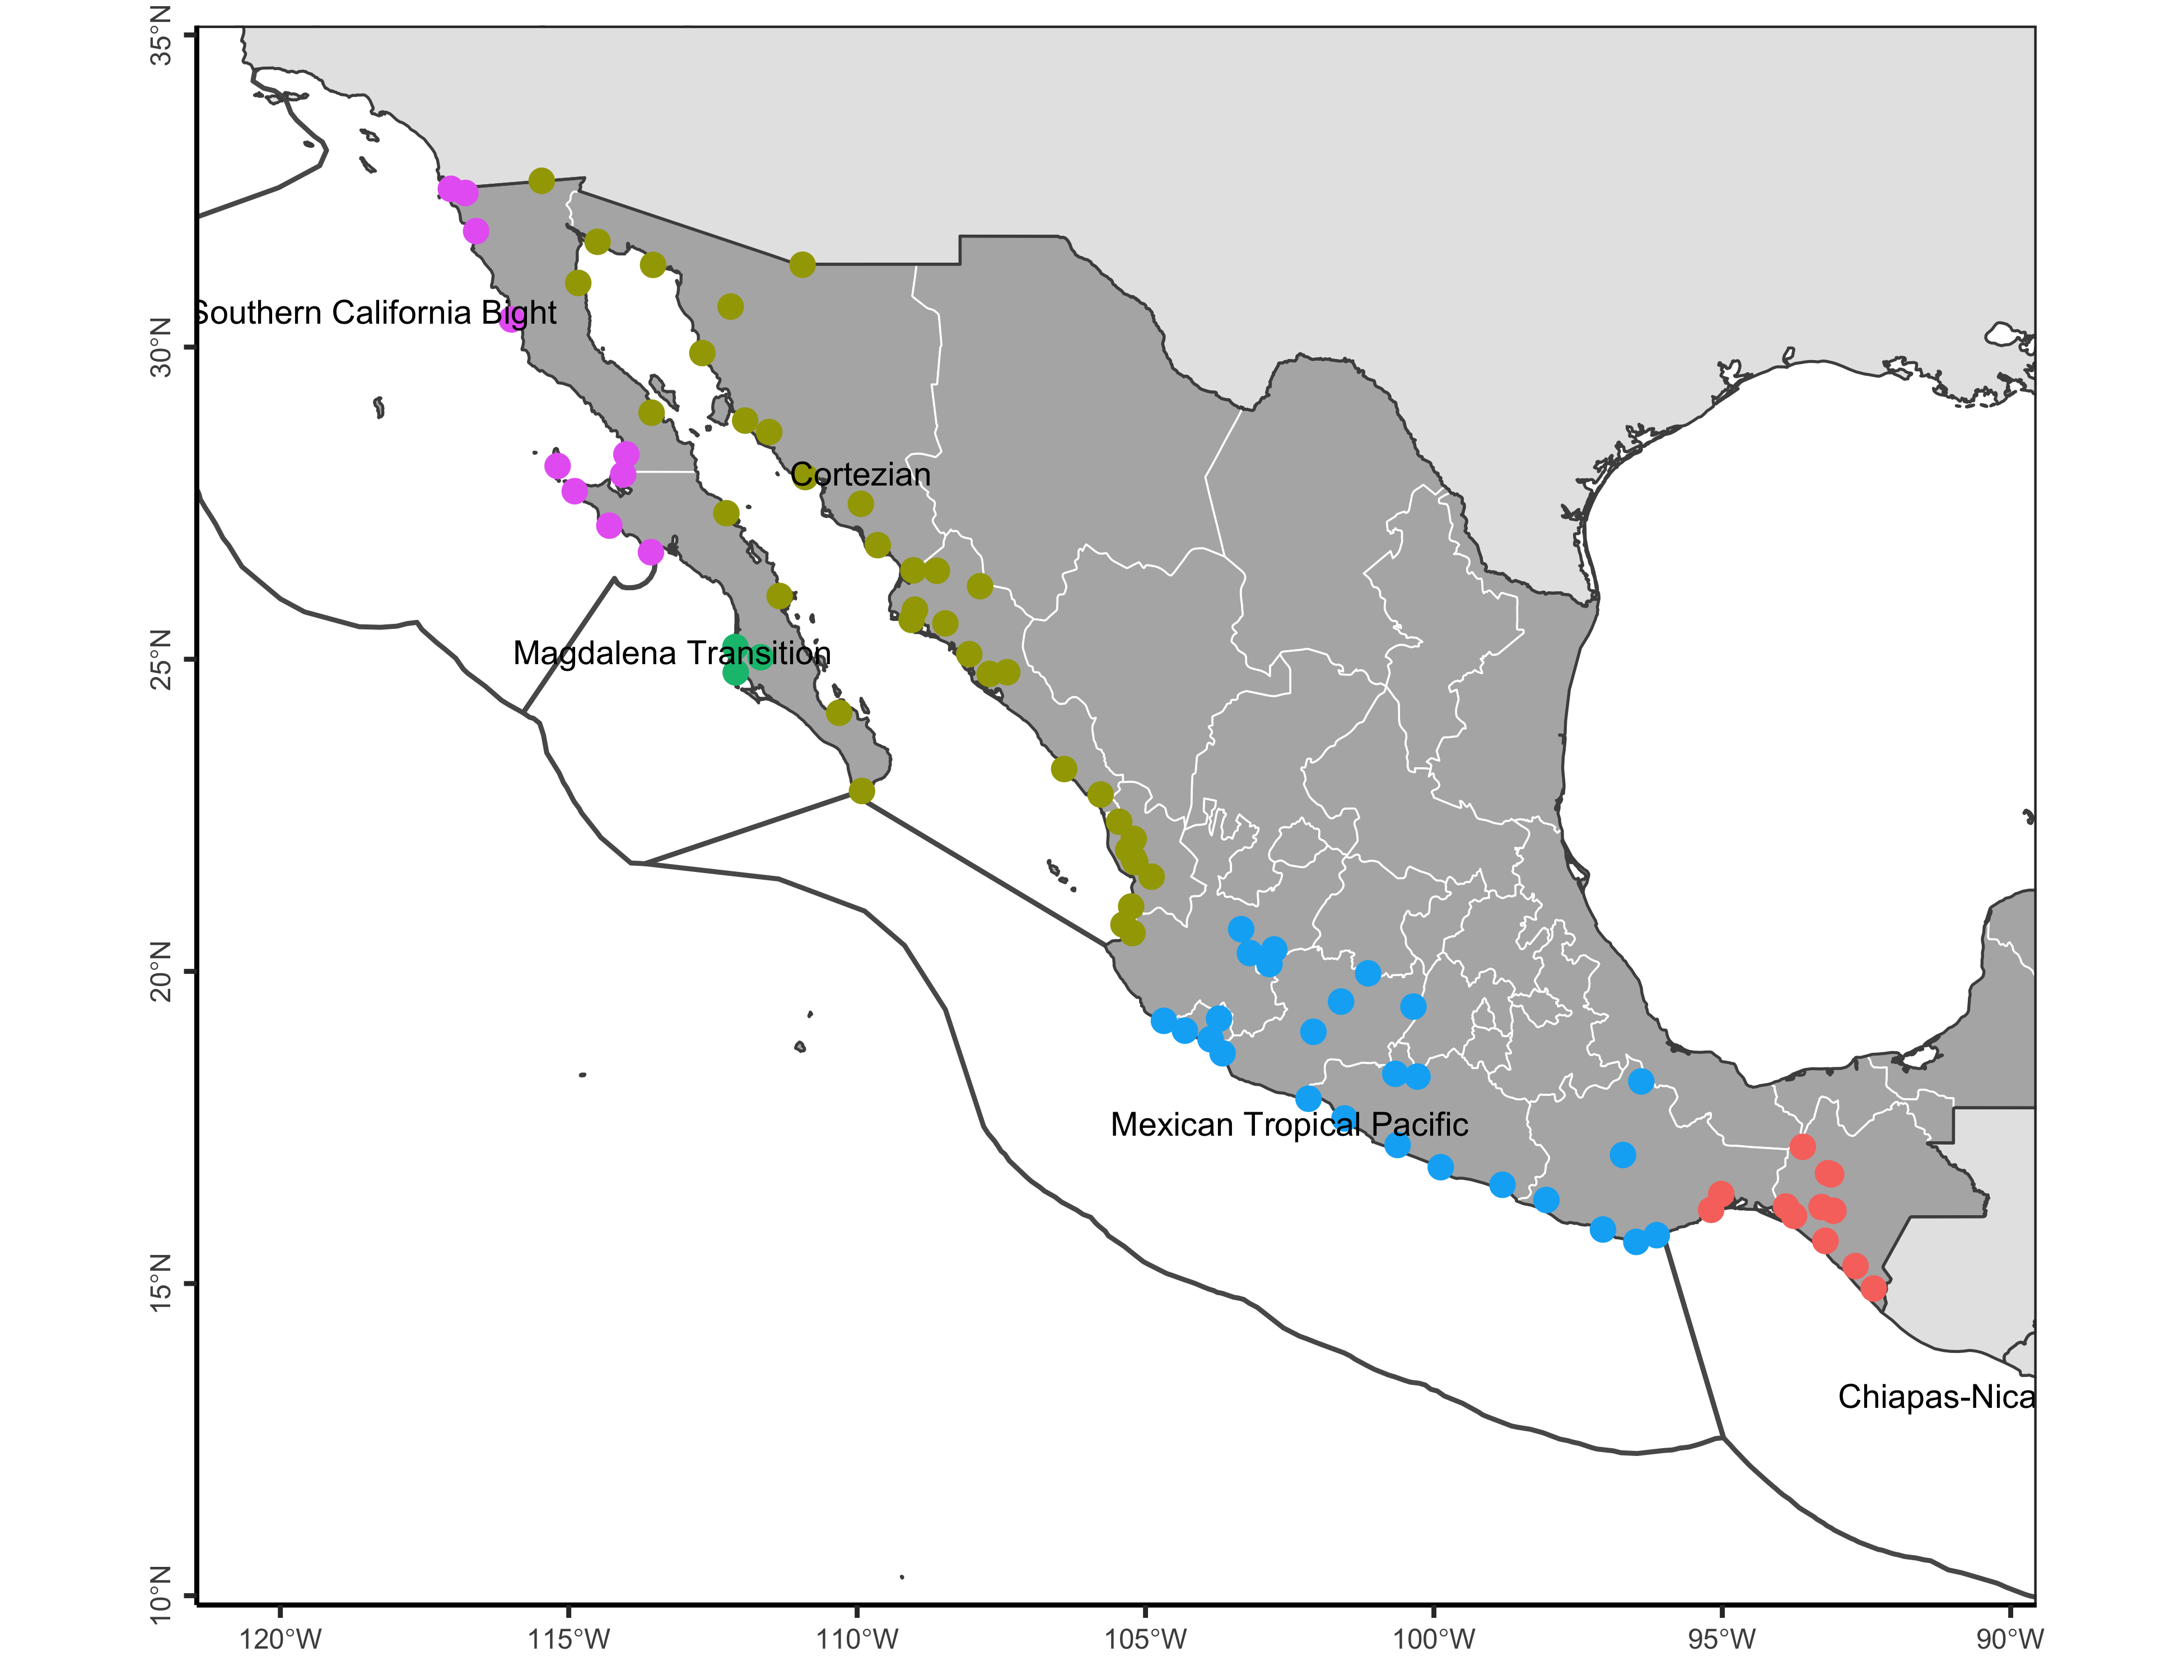 35°N
Southern California Bight
30°N
Cortezian
25°N
Magdalena Transition
20°N
Mexican Tropical Pacific
15°N
Chiapas-Nica
10°N
120°W 115°W 110°W 105°W 100°W 95°W 90°W